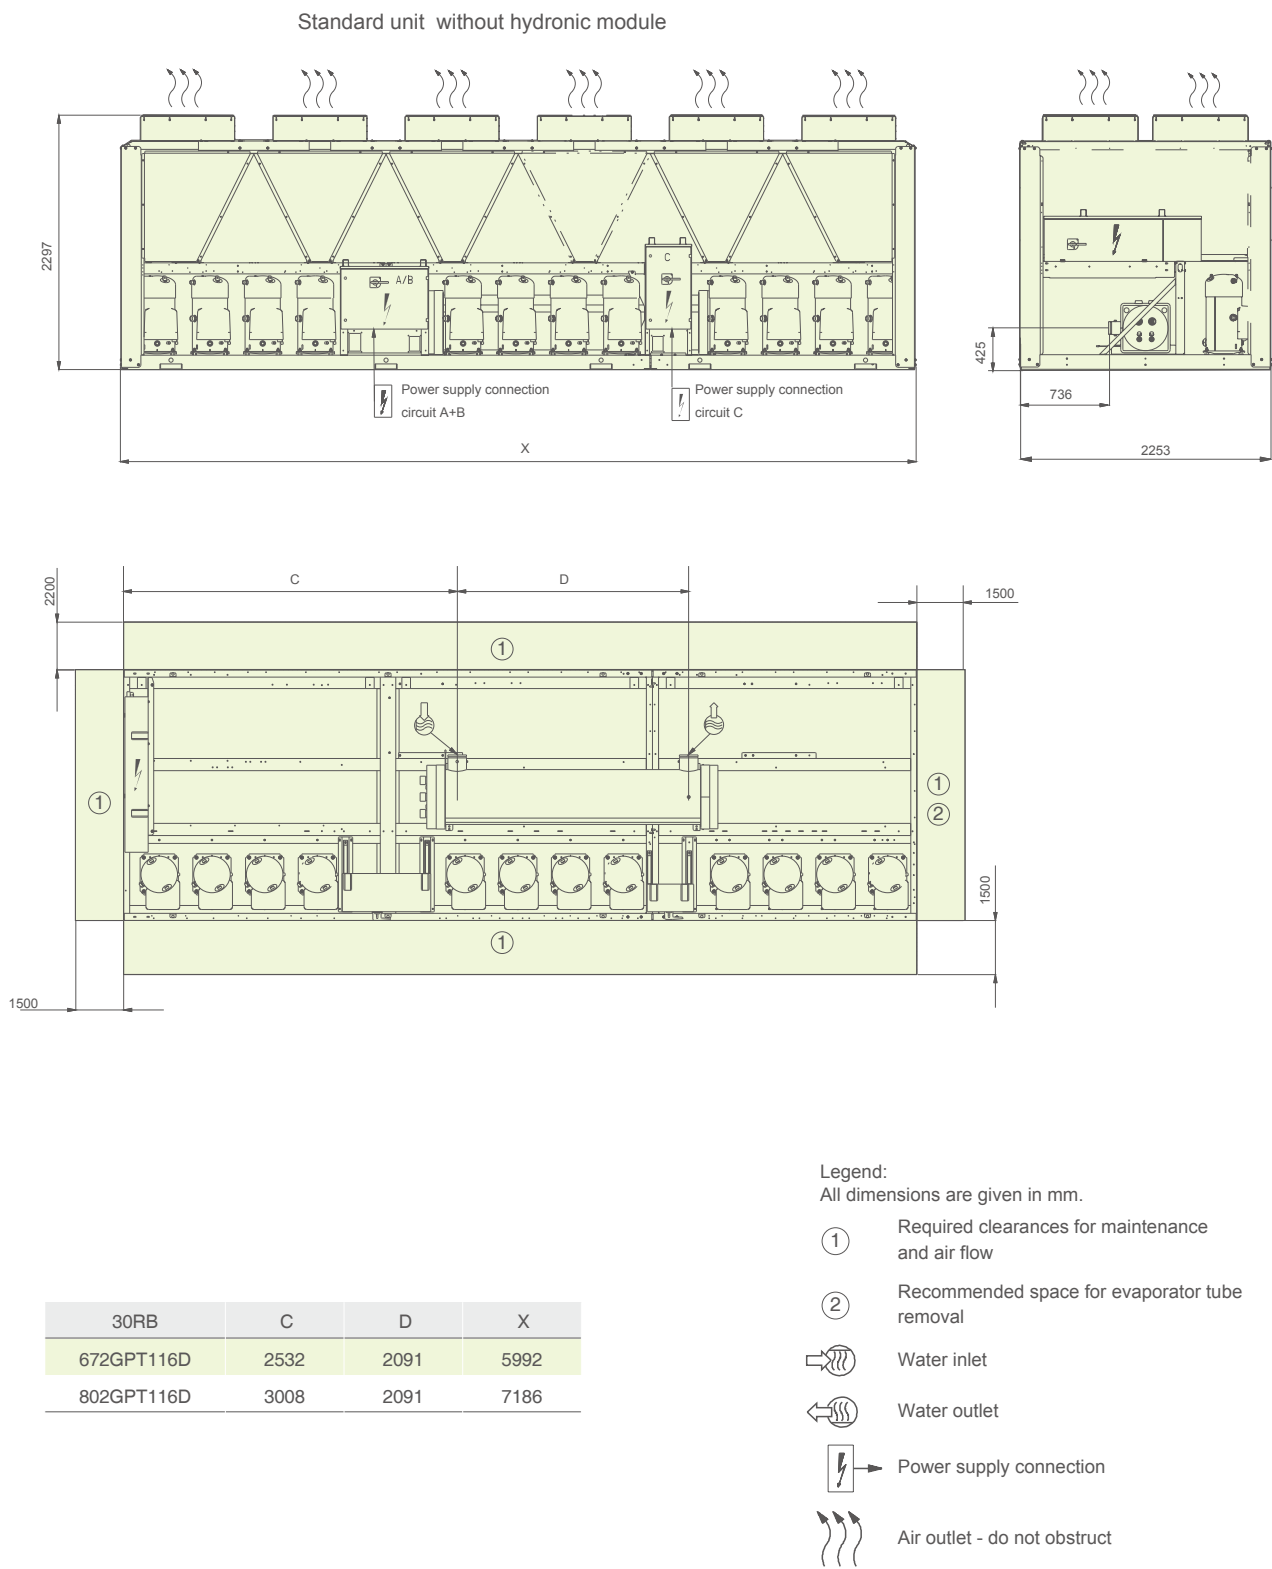 Standard unit without hydronic module
2297
A/B
C
Power supply connection
circuit A+B
Power supply connection
circuit C
X
425
736
2253
2200
C
D
1500
1
1
1
2
1
1500
1500
Legend:
All dimensions are given in mm.
1 Required clearances for maintenance
and air flow
2 Recommended space for evaporator tube
removal
Water inlet
Water outlet
Power supply connection
Air outlet - do not obstruct
30RB C D X
672GPT116D 2532 2091 5992
802GPT116D 3008 2091 7186